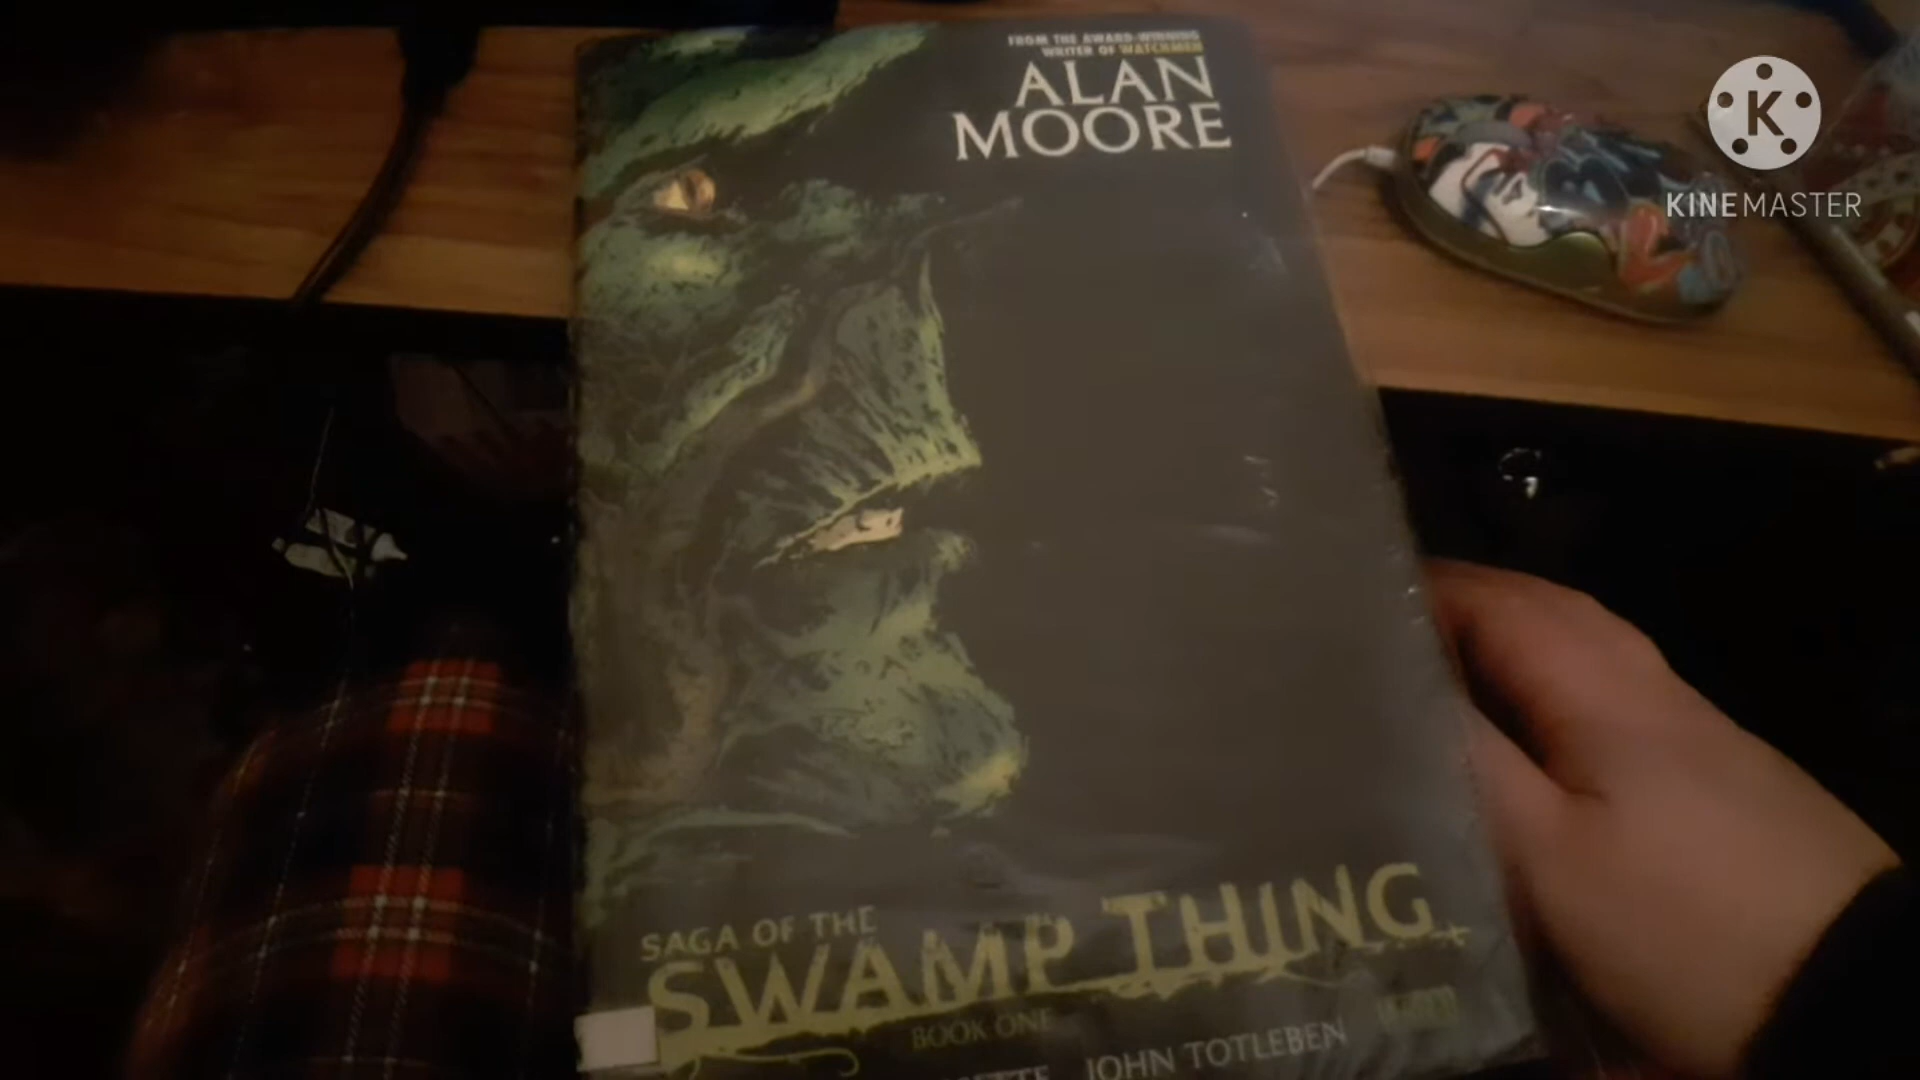 FROM THE AWARD-WINNING
WRITER OF WATCHMEN
ALAN
MOORE
K
KINEMASTER
SAGA OF THE
SWAMP THING
BOOK ONE
JOHN TOTLEBEN